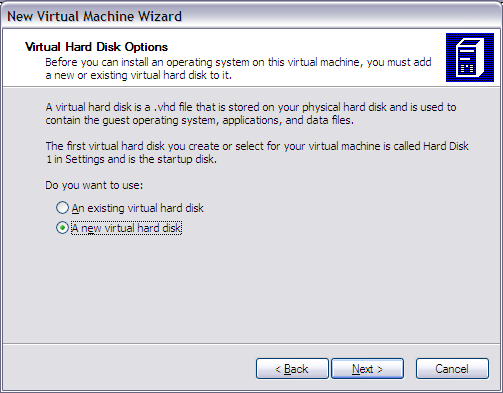 New Virtual Machine Wizard
Virtual Hard Disk Options
Before you can install an operating system on this virtual machine, you must add
a new or existing virtual hard disk to it.
A virtual hard disk is a .vhd file that is stored on your physical hard disk and is used to
contain the guest operating system, applications, and data files.
The first virtual hard disk you create or select for your virtual machine is called Hard Disk
1 in Settings and is the startup disk.
Do you want to use:
An existing virtual hard disk
A new virtual hard disk
< Back
Next >
Cancel